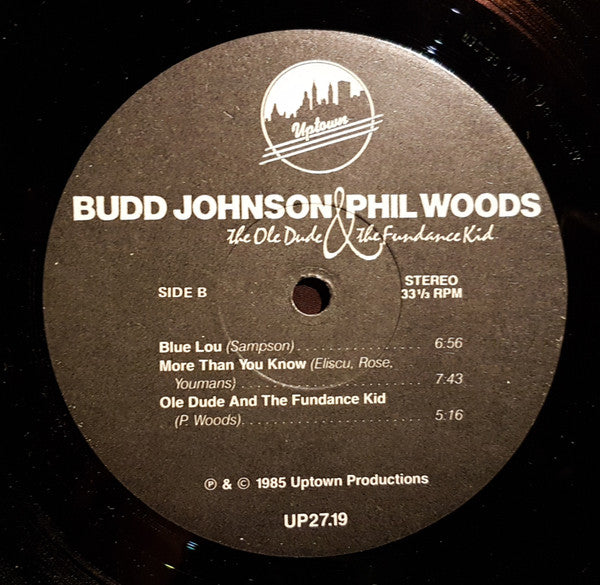 Uptown
BUDD JOHNSON & PHIL WOODS
The Ole Dude & The Fundance Kid
SIDE B
STEREO
33 1/3 RPM
Blue Lou (Sampson) . . . . . . . . . . . . . . . . . . 6:56
More Than You Know (Eliscu, Rose,
Youmans) . . . . . . . . . . . . . . . . . . . . . . . . . . 7:43
Ole Dude And The Fundance Kid
(P. Woods). . . . . . . . . . . . . . . . . . . . . . . . . . 5:16
℗ & © 1985 Uptown Productions
UP27.19